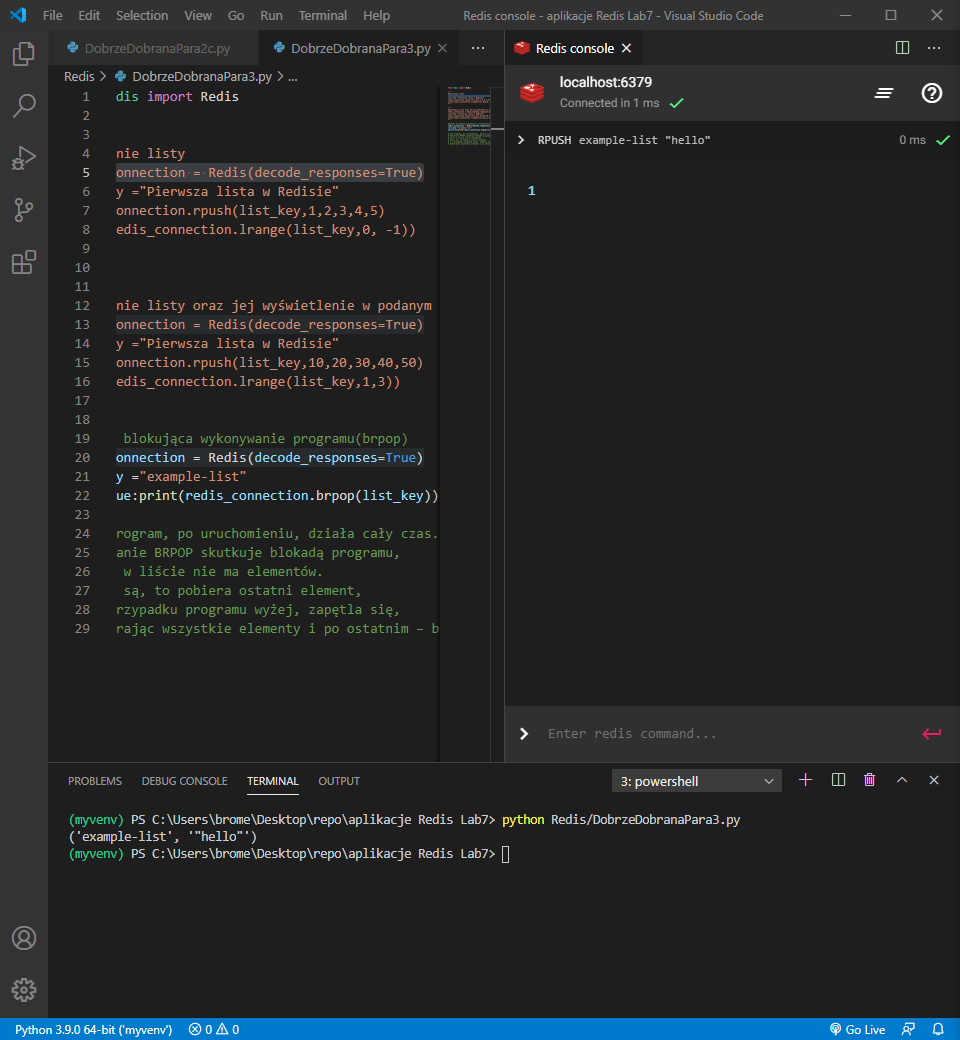 File Edit Selection View Go Run Terminal Help Redis console - aplikacje Redis Lab7 - Visual Studio Code
DobrzeDobranaPara2c.py DobrzeDobranaPara3.py ···
Redis > DobrzeDobranaPara3.py > ...
1 dis import Redis
2
3
4 nie listy
5 onnection = Redis(decode_responses=True)
6 y ="Pierwsza lista w Redisie"
7 onnection.rpush(list_key,1,2,3,4,5)
8 edis_connection.lrange(list_key,0, -1))
9
10
11
12 nie listy oraz jej wyświetlenie w podanym
13 onnection = Redis(decode_responses=True)
14 y ="Pierwsza lista w Redisie"
15 onnection.rpush(list_key,10,20,30,40,50)
16 edis_connection.lrange(list_key,1,3))
17
18
19 blokująca wykonywanie programu(brpop)
20 onnection = Redis(decode_responses=True)
21 y ="example-list"
22 ue:print(redis_connection.brpop(list_key))
23
24 rogram, po uruchomieniu, działa cały czas.
25 anie BRPOP skutkuje blokadą programu,
26 w liście nie ma elementów.
27 są, to pobiera ostatni element,
28 rzypadku programu wyżej, zapętla się,
29 rając wszystkie elementy i po ostatnim – b
Redis console ···
localhost:6379
Connected in 1 ms
> RPUSH example-list "hello" 0 ms
1
> Enter redis command...
PROBLEMS DEBUG CONSOLE TERMINAL OUTPUT 3: powershell
(myvenv) PS C:\Users\brome\Desktop\repo\aplikacje Redis Lab7> python Redis/DobrzeDobranaPara3.py
('example-list', '"hello"')
(myvenv) PS C:\Users\brome\Desktop\repo\aplikacje Redis Lab7>
Python 3.9.0 64-bit ('myvenv') 0 0 Go Live